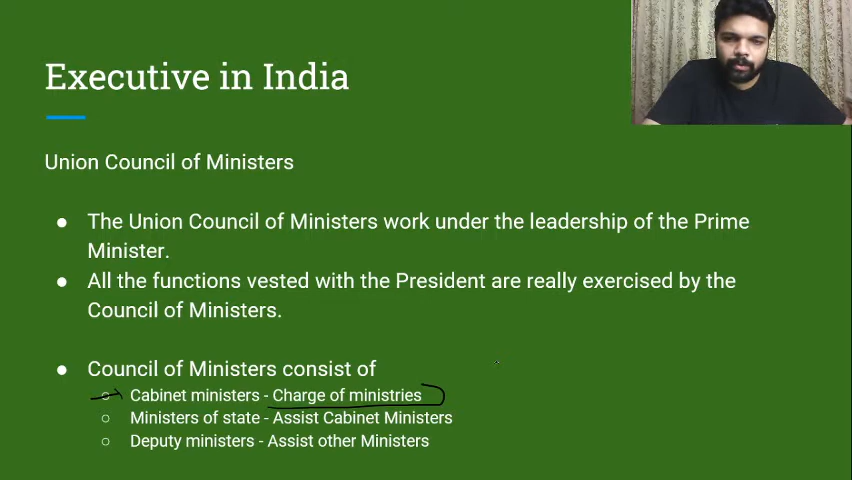 Executive in India
Union Council of Ministers
● The Union Council of Ministers work under the leadership of the Prime
Minister.
● All the functions vested with the President are really exercised by the
Council of Ministers.
● Council of Ministers consist of
○ Cabinet ministers - Charge of ministries
○ Ministers of state - Assist Cabinet Ministers
○ Deputy ministers - Assist other Ministers